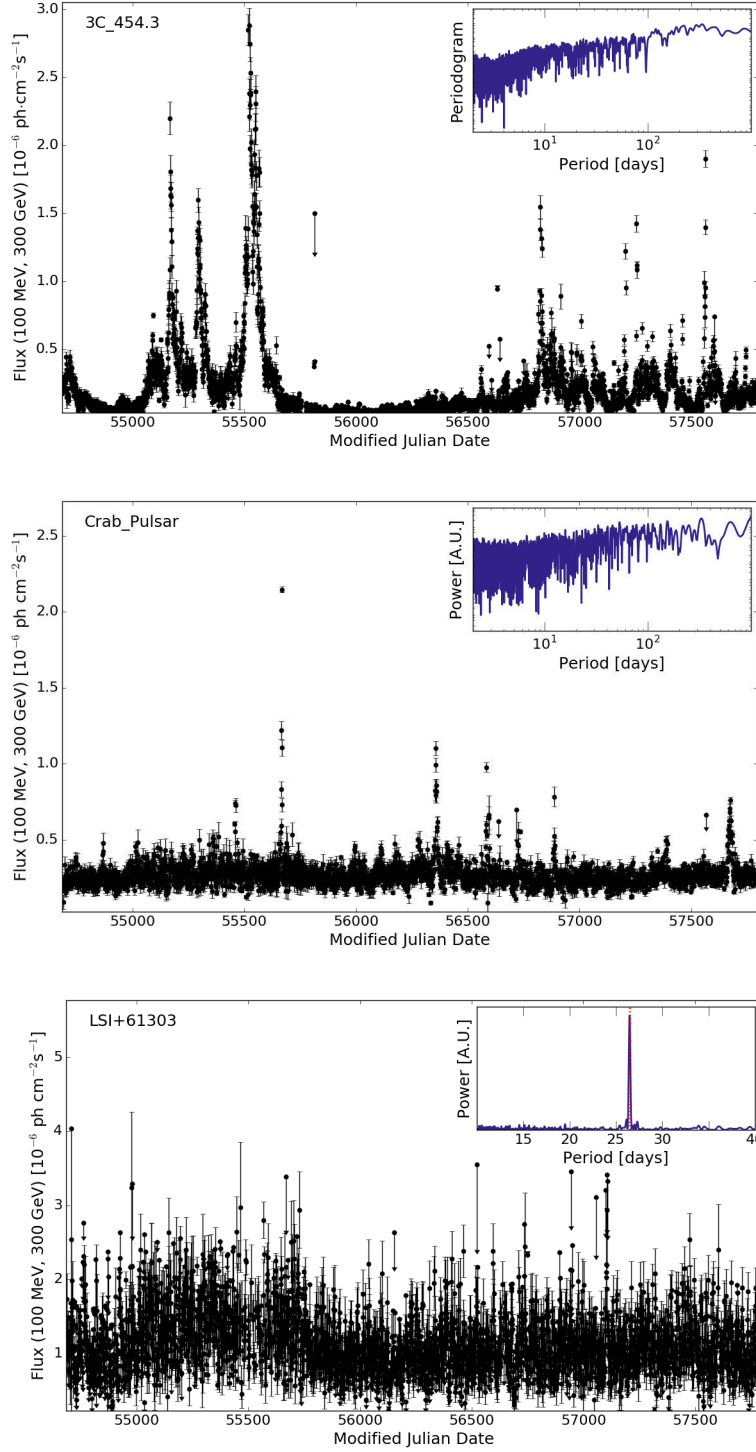 3C_454.3
Flux (100 MeV, 300 GeV) [10⁻⁶ ph·cm⁻²s⁻¹]
3.0
2.5
2.0
1.5
1.0
0.5
55000 55500 56000 56500 57000 57500
Modified Julian Date
Periodogram
10¹ 10²
Period [days]
Crab_Pulsar
Flux (100 MeV, 300 GeV) [10⁻⁶ ph cm⁻²s⁻¹]
2.5
2.0
1.5
1.0
0.5
55000 55500 56000 56500 57000 57500
Modified Julian Date
Power [A.U.]
10¹ 10²
Period [days]
LSI+61303
Flux (100 MeV, 300 GeV) [10⁻⁶ ph cm⁻²s⁻¹]
5
4
3
2
1
55000 55500 56000 56500 57000 57500
Modified Julian Date
Power [A.U.]
15 20 25 30 35
Period [days]